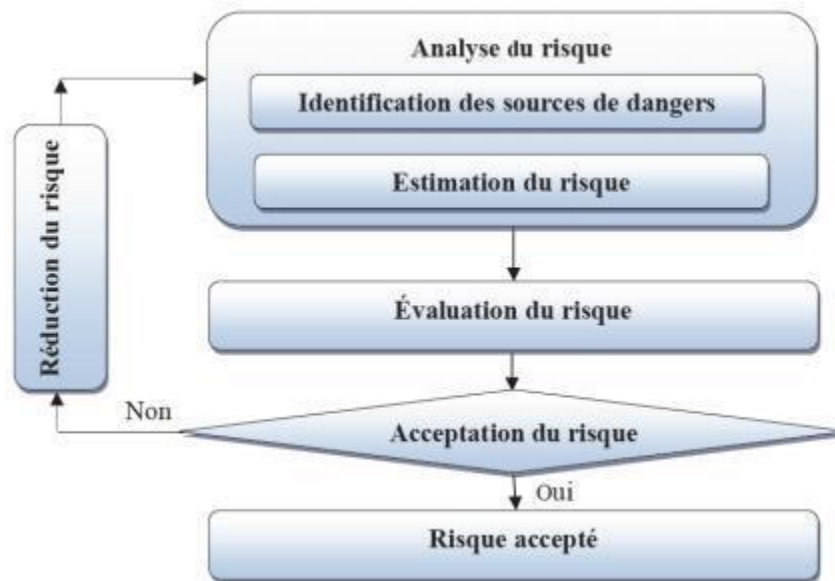 Analyse du risque
Identification des sources de dangers
Estimation du risque
Réduction du risque
Évaluation du risque
Non
Acceptation du risque
Oui
Risque accepté